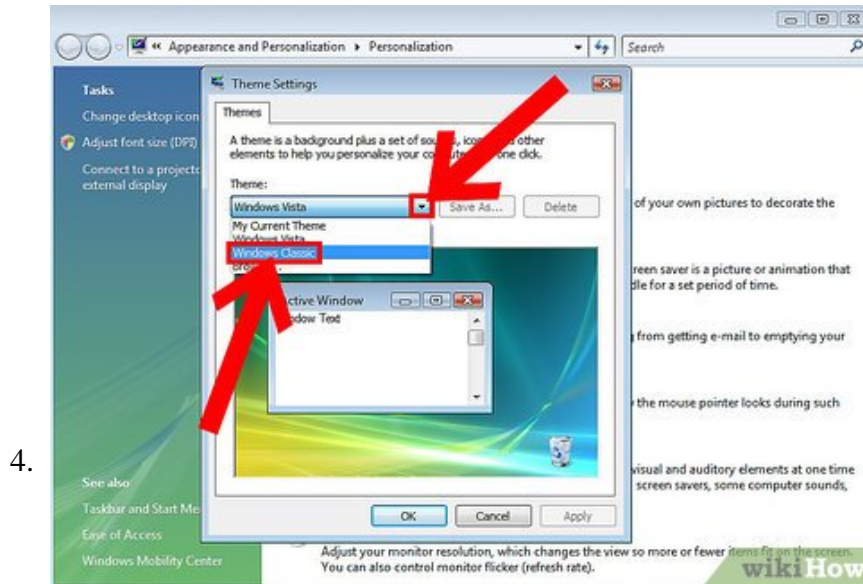 Appearance and Personalization Personalization
Search
Tasks
Change desktop icon
Adjust font size (DPI)
Connect to a projecto
external display
See also
Taskbar and Start Me
Ease of Access
Windows Mobility Center
Theme Settings
Themes
A theme is a background plus a set of other
elements to help you personalize your one click.
Theme:
Windows Vista
Save As...
Delete
My Current Theme
Windows Vista
Windows Classic
Active Window
Window Text
OK
Cancel
Apply
of your own pictures to decorate the
reen saver is a picture or animation that
dle for a set period of time.
from getting e-mail to emptying your
the mouse pointer looks during such
visual and auditory elements at one time
screen savers, some computer sounds,
Adjust your monitor resolution, which changes the view so more or fewer items fit on the screen.
You can also control monitor flicker (refresh rate).
4.
wikiHow